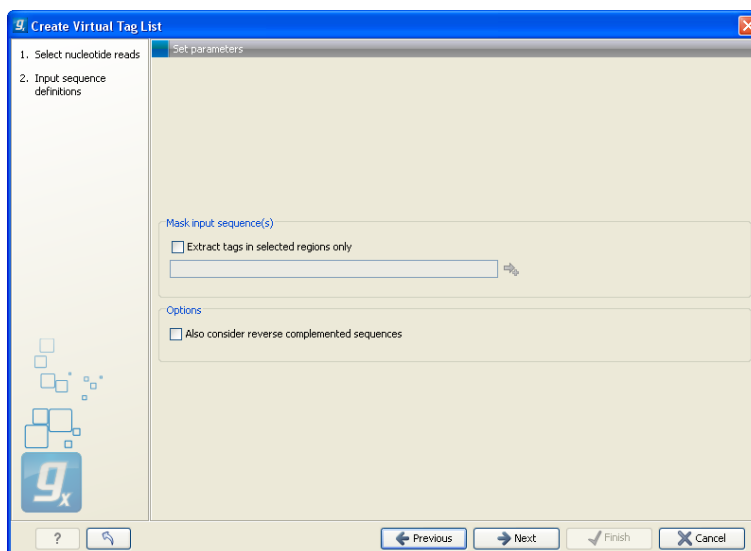 Create Virtual Tag List
1. Select nucleotide reads
2. Input sequence
definitions
Set parameters
Mask input sequence(s)
Extract tags in selected regions only
Options
Also consider reverse complemented sequences
gx
?
Previous
Next
Finish
Cancel